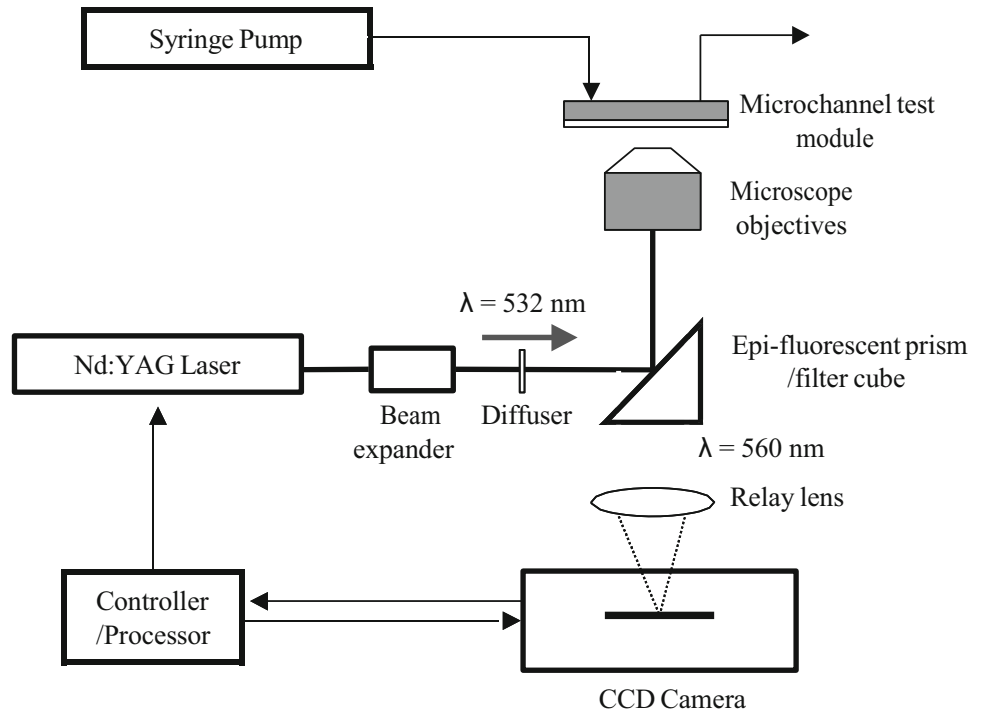 Syringe Pump
Microchannel test
module
Microscope
objectives
λ = 532 nm
Nd:YAG Laser
Beam
expander
Diffuser
Epi-fluorescent prism
/filter cube
λ = 560 nm
Relay lens
Controller
/Processor
CCD Camera